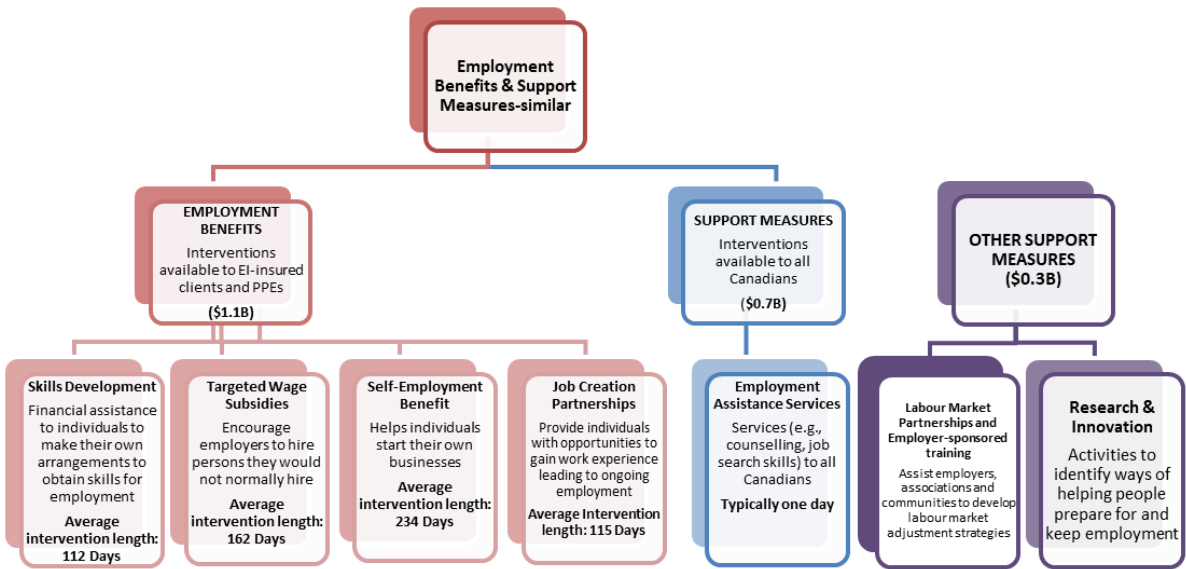 Employment
Benefits & Support
Measures-similar
EMPLOYMENT
BENEFITS
Interventions
available to EI-insured
clients and PPEs
($1.1B)
SUPPORT MEASURES
Interventions
available to all
Canadians
($0.7B)
OTHER SUPPORT
MEASURES
($0.3B)
Skills Development
Financial assistance
to individuals to
make their own
arrangements to
obtain skills for
employment
Average
intervention length:
112 Days
Targeted Wage
Subsidies
Encourage
employers to hire
persons they would
not normally hire
Average
intervention length:
162 Days
Self-Employment
Benefit
Helps individuals
start their own
businesses
Average
intervention length:
234 Days
Job Creation
Partnerships
Provide individuals
with opportunities to
gain work experience
leading to ongoing
employment
Average Intervention
length: 115 Days
Employment
Assistance Services
Services (e.g.,
counselling, job
search skills) to all
Canadians
Typically one day
Labour Market
Partnerships and
Employer-sponsored
training
Assist employers,
associations and
communities to develop
labour market
adjustment strategies
Research &
Innovation
Activities to
identify ways of
helping people
prepare for and
keep employment